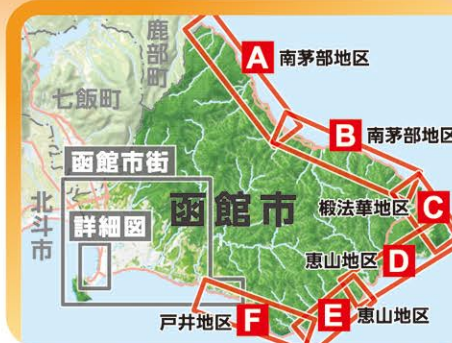 鹿部町
A 南茅部地区
七飯町
B 南茅部地区
函館市街
函館市
椴法華地区 C
北斗市
詳細図
恵山地区 D
戸井地区 F
E 恵山地区